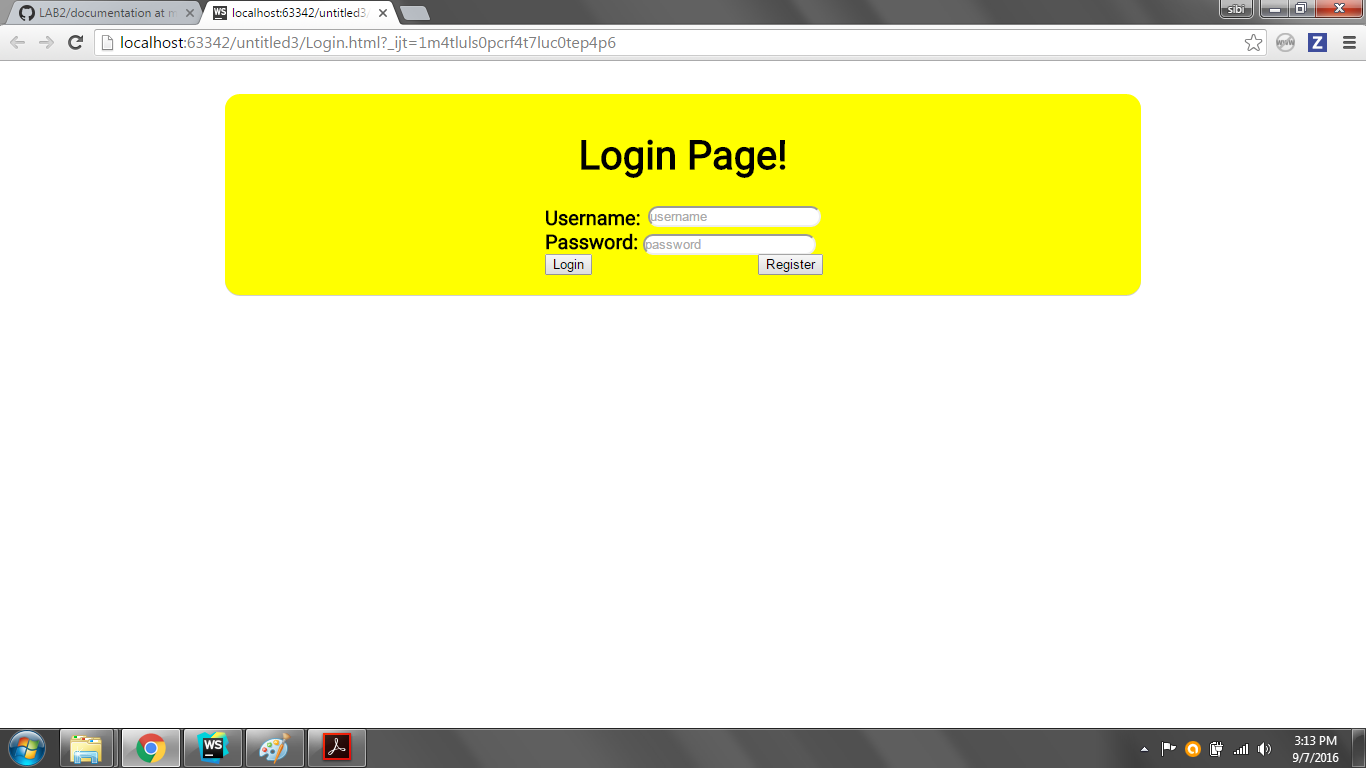 LAB2/documentation at m
localhost:63342/untitled3/
sibi
localhost:63342/untitled3/Login.html?_ijt=1m4tluls0pcrf4t7luc0tep4p6
Login Page!
Username: username
Password: password
Login Register
3:13 PM
9/7/2016